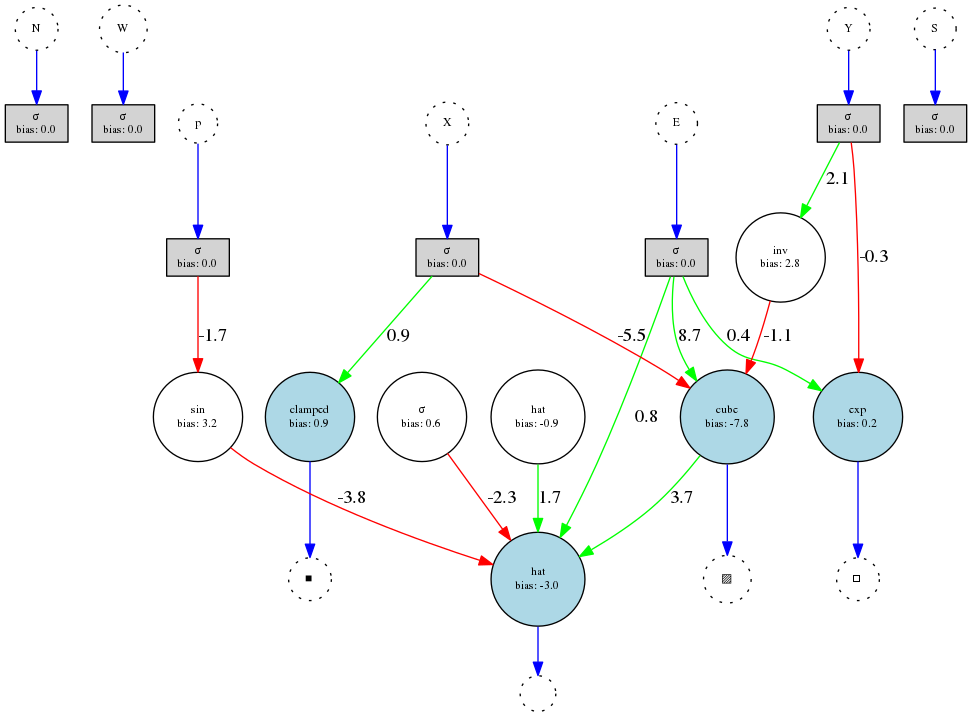 N
W
Y
S
σ
bias: 0.0
σ
bias: 0.0
σ
bias: 0.0
σ
bias: 0.0
p
X
E
2.1
σ
bias: 0.0
σ
bias: 0.0
σ
bias: 0.0
inv
bias: 2.8
-0.3
-1.7
0.9
-5.5
8.7
0.4
-1.1
sin
bias: 3.2
clamped
bias: 0.9
σ
bias: 0.6
hat
bias: -0.9
0.8
cube
bias: -7.8
exp
bias: 0.2
-3.8
-2.3
1.7
3.7
■
hat
bias: -3.0
▨
□